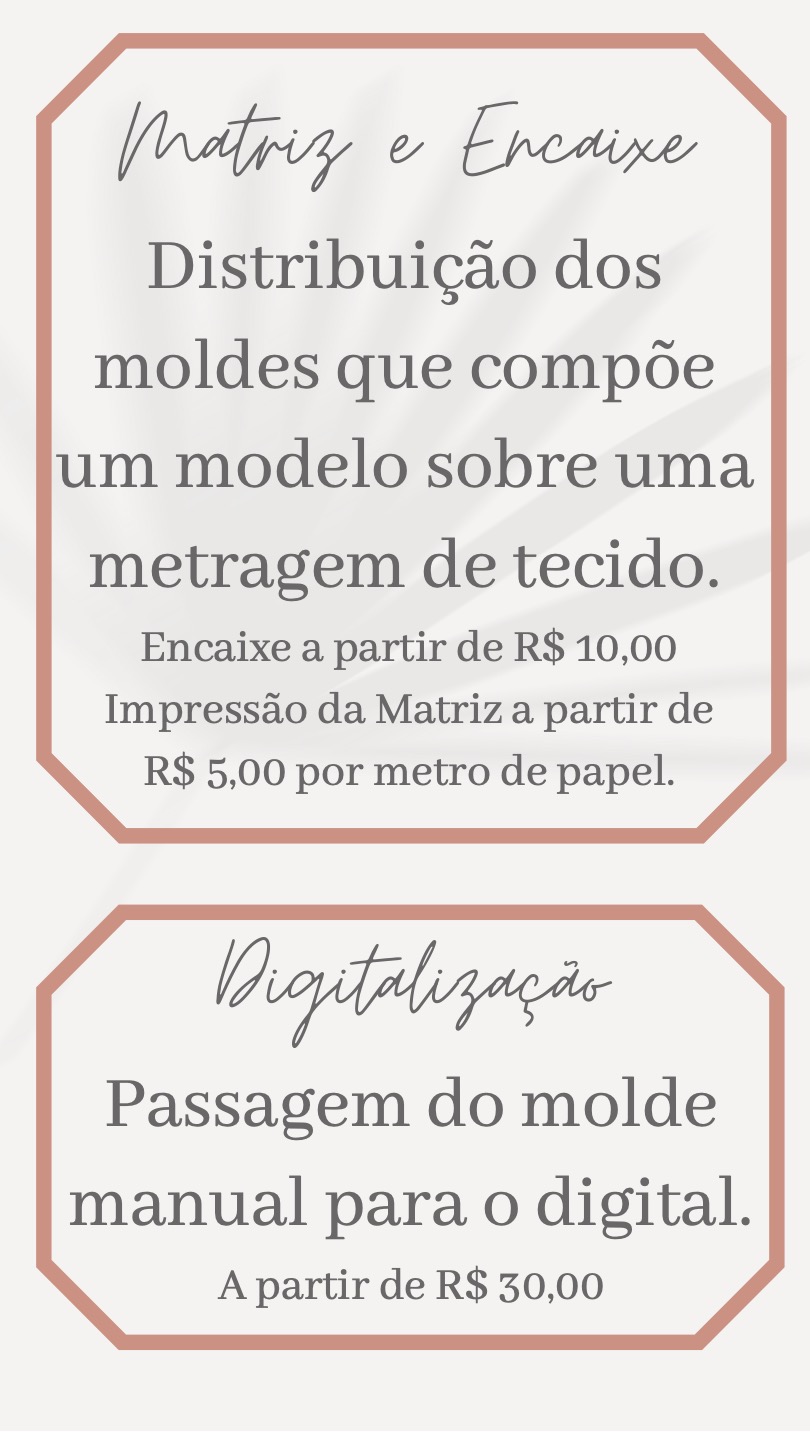 Matriz e Encaixe
Distribuição dos
moldes que compõe
um modelo sobre uma
metragem de tecido.
Encaixe a partir de R$ 10,00
Impressão da Matriz a partir de
R$ 5,00 por metro de papel.
Digitalização
Passagem do molde
manual para o digital.
A partir de R$ 30,00